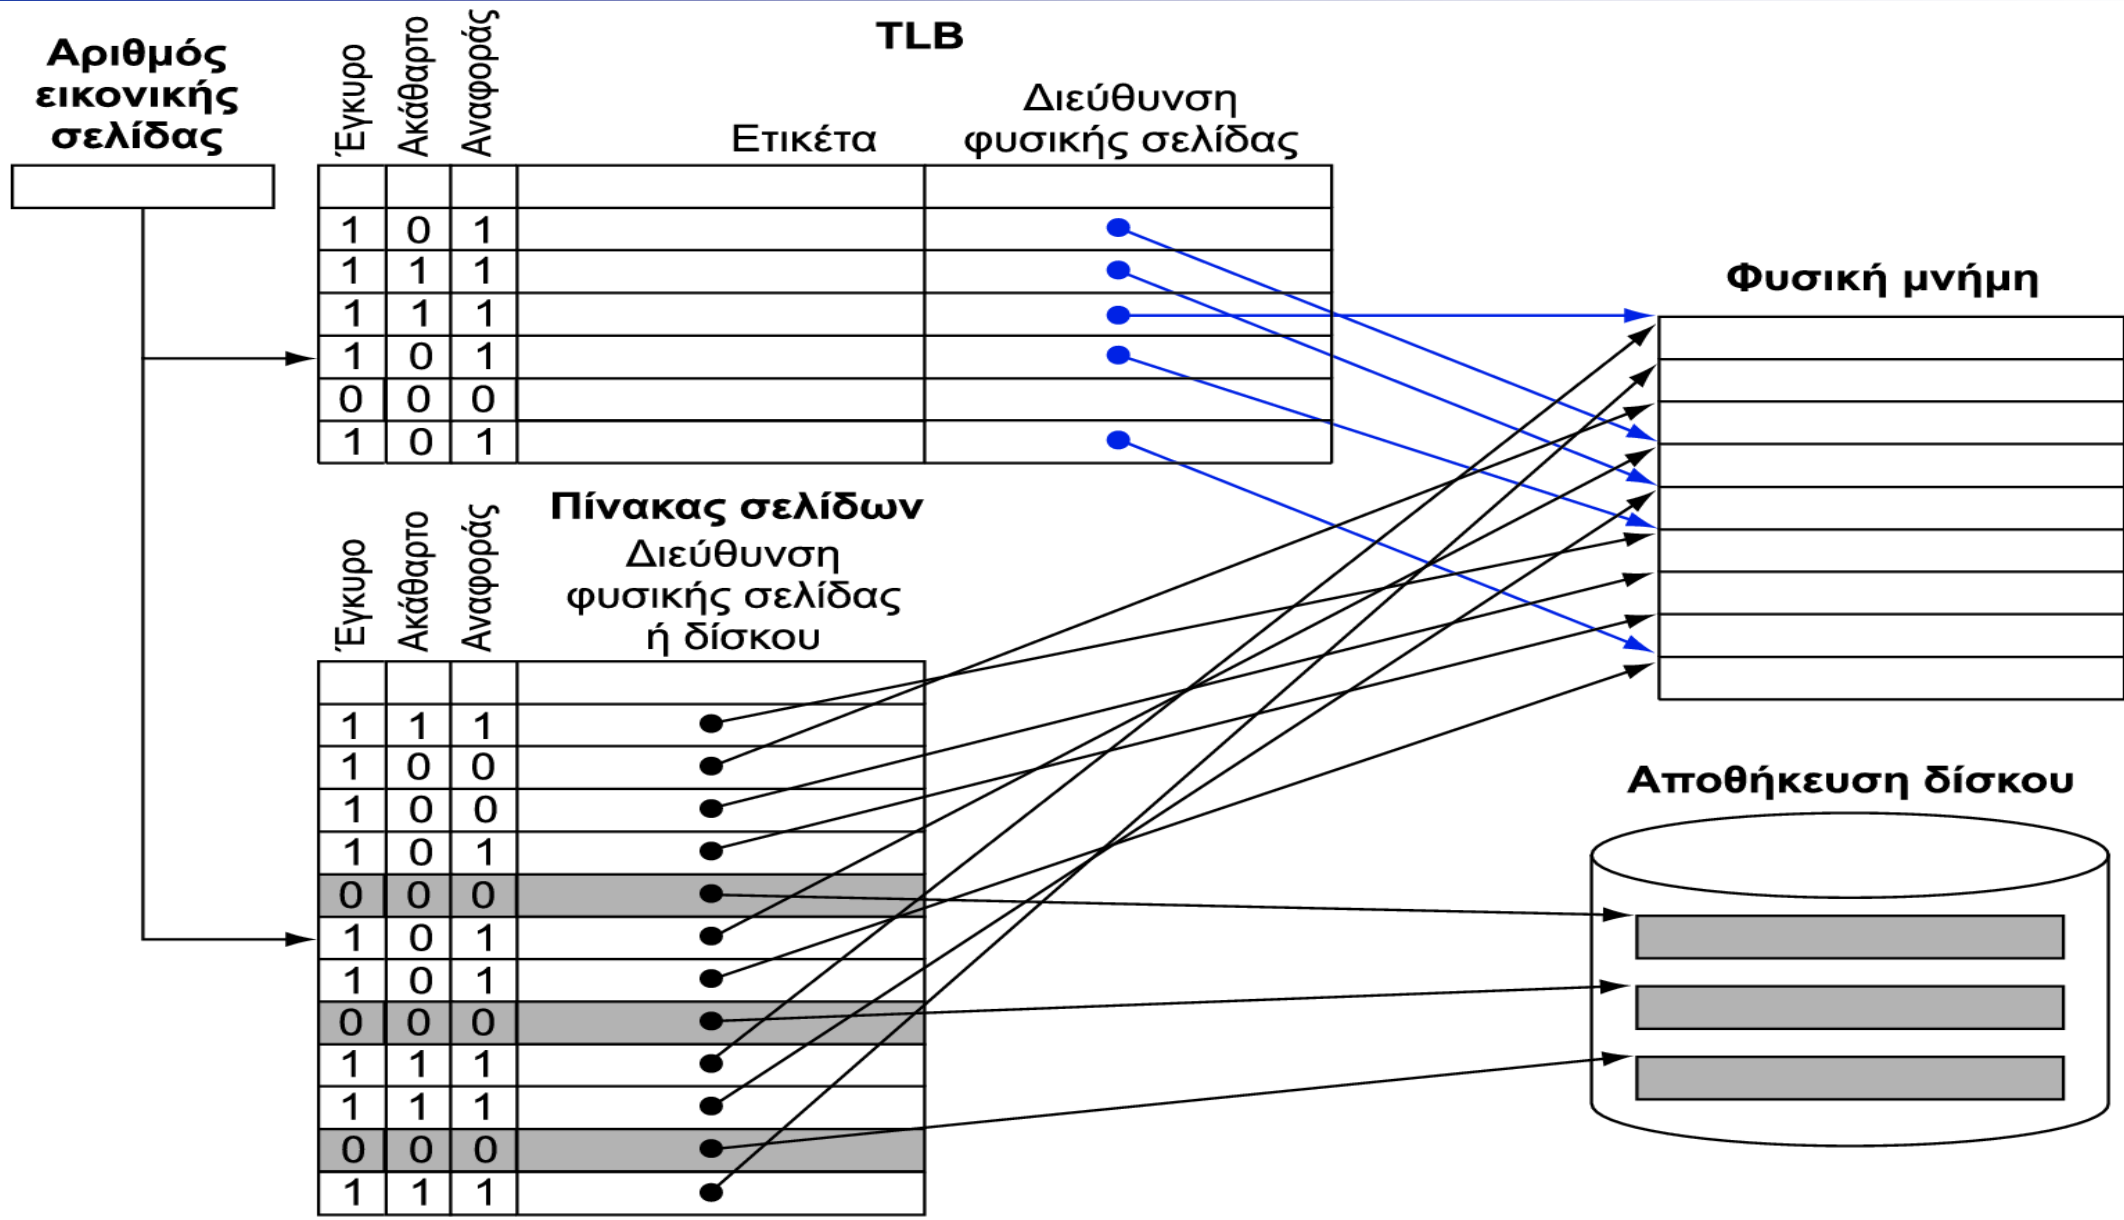 Αριθμός
εικονικής
σελίδας
TLB
Έγκυρο
Ακάθαρτο
Αναφοράς
Ετικέτα
Διεύθυνση
φυσικής σελίδας
1 0 1
1 1 1
1 1 1
1 0 1
0 0 0
1 0 1
Φυσική μνήμη
Πίνακας σελίδων
Έγκυρο
Ακάθαρτο
Αναφοράς
Διεύθυνση
φυσικής σελίδας
ή δίσκου
1 1 1
1 0 0
1 0 0
1 0 1
0 0 0
1 0 1
1 0 1
0 0 0
1 1 1
1 1 1
0 0 0
1 1 1
Αποθήκευση δίσκου